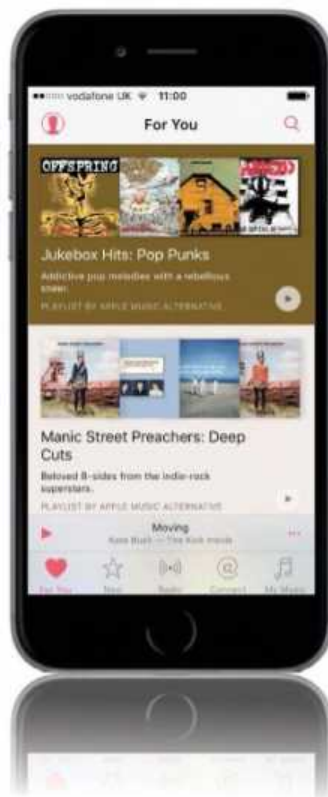 vodafone UK 11:00
For You
OFFSPRING
Jukebox Hits: Pop Punks
Addictive pop melodies with a rebellious
sneer.
PLAYLIST BY APPLE MUSIC ALTERNATIVE
Manic Street Preachers: Deep
Cuts
Beloved B-sides from the indie-rock
superstars.
PLAYLIST BY APPLE MUSIC ALTERNATIVE
Moving
Kate Bush — The Kick Inside
For You New Radio Connect My Music